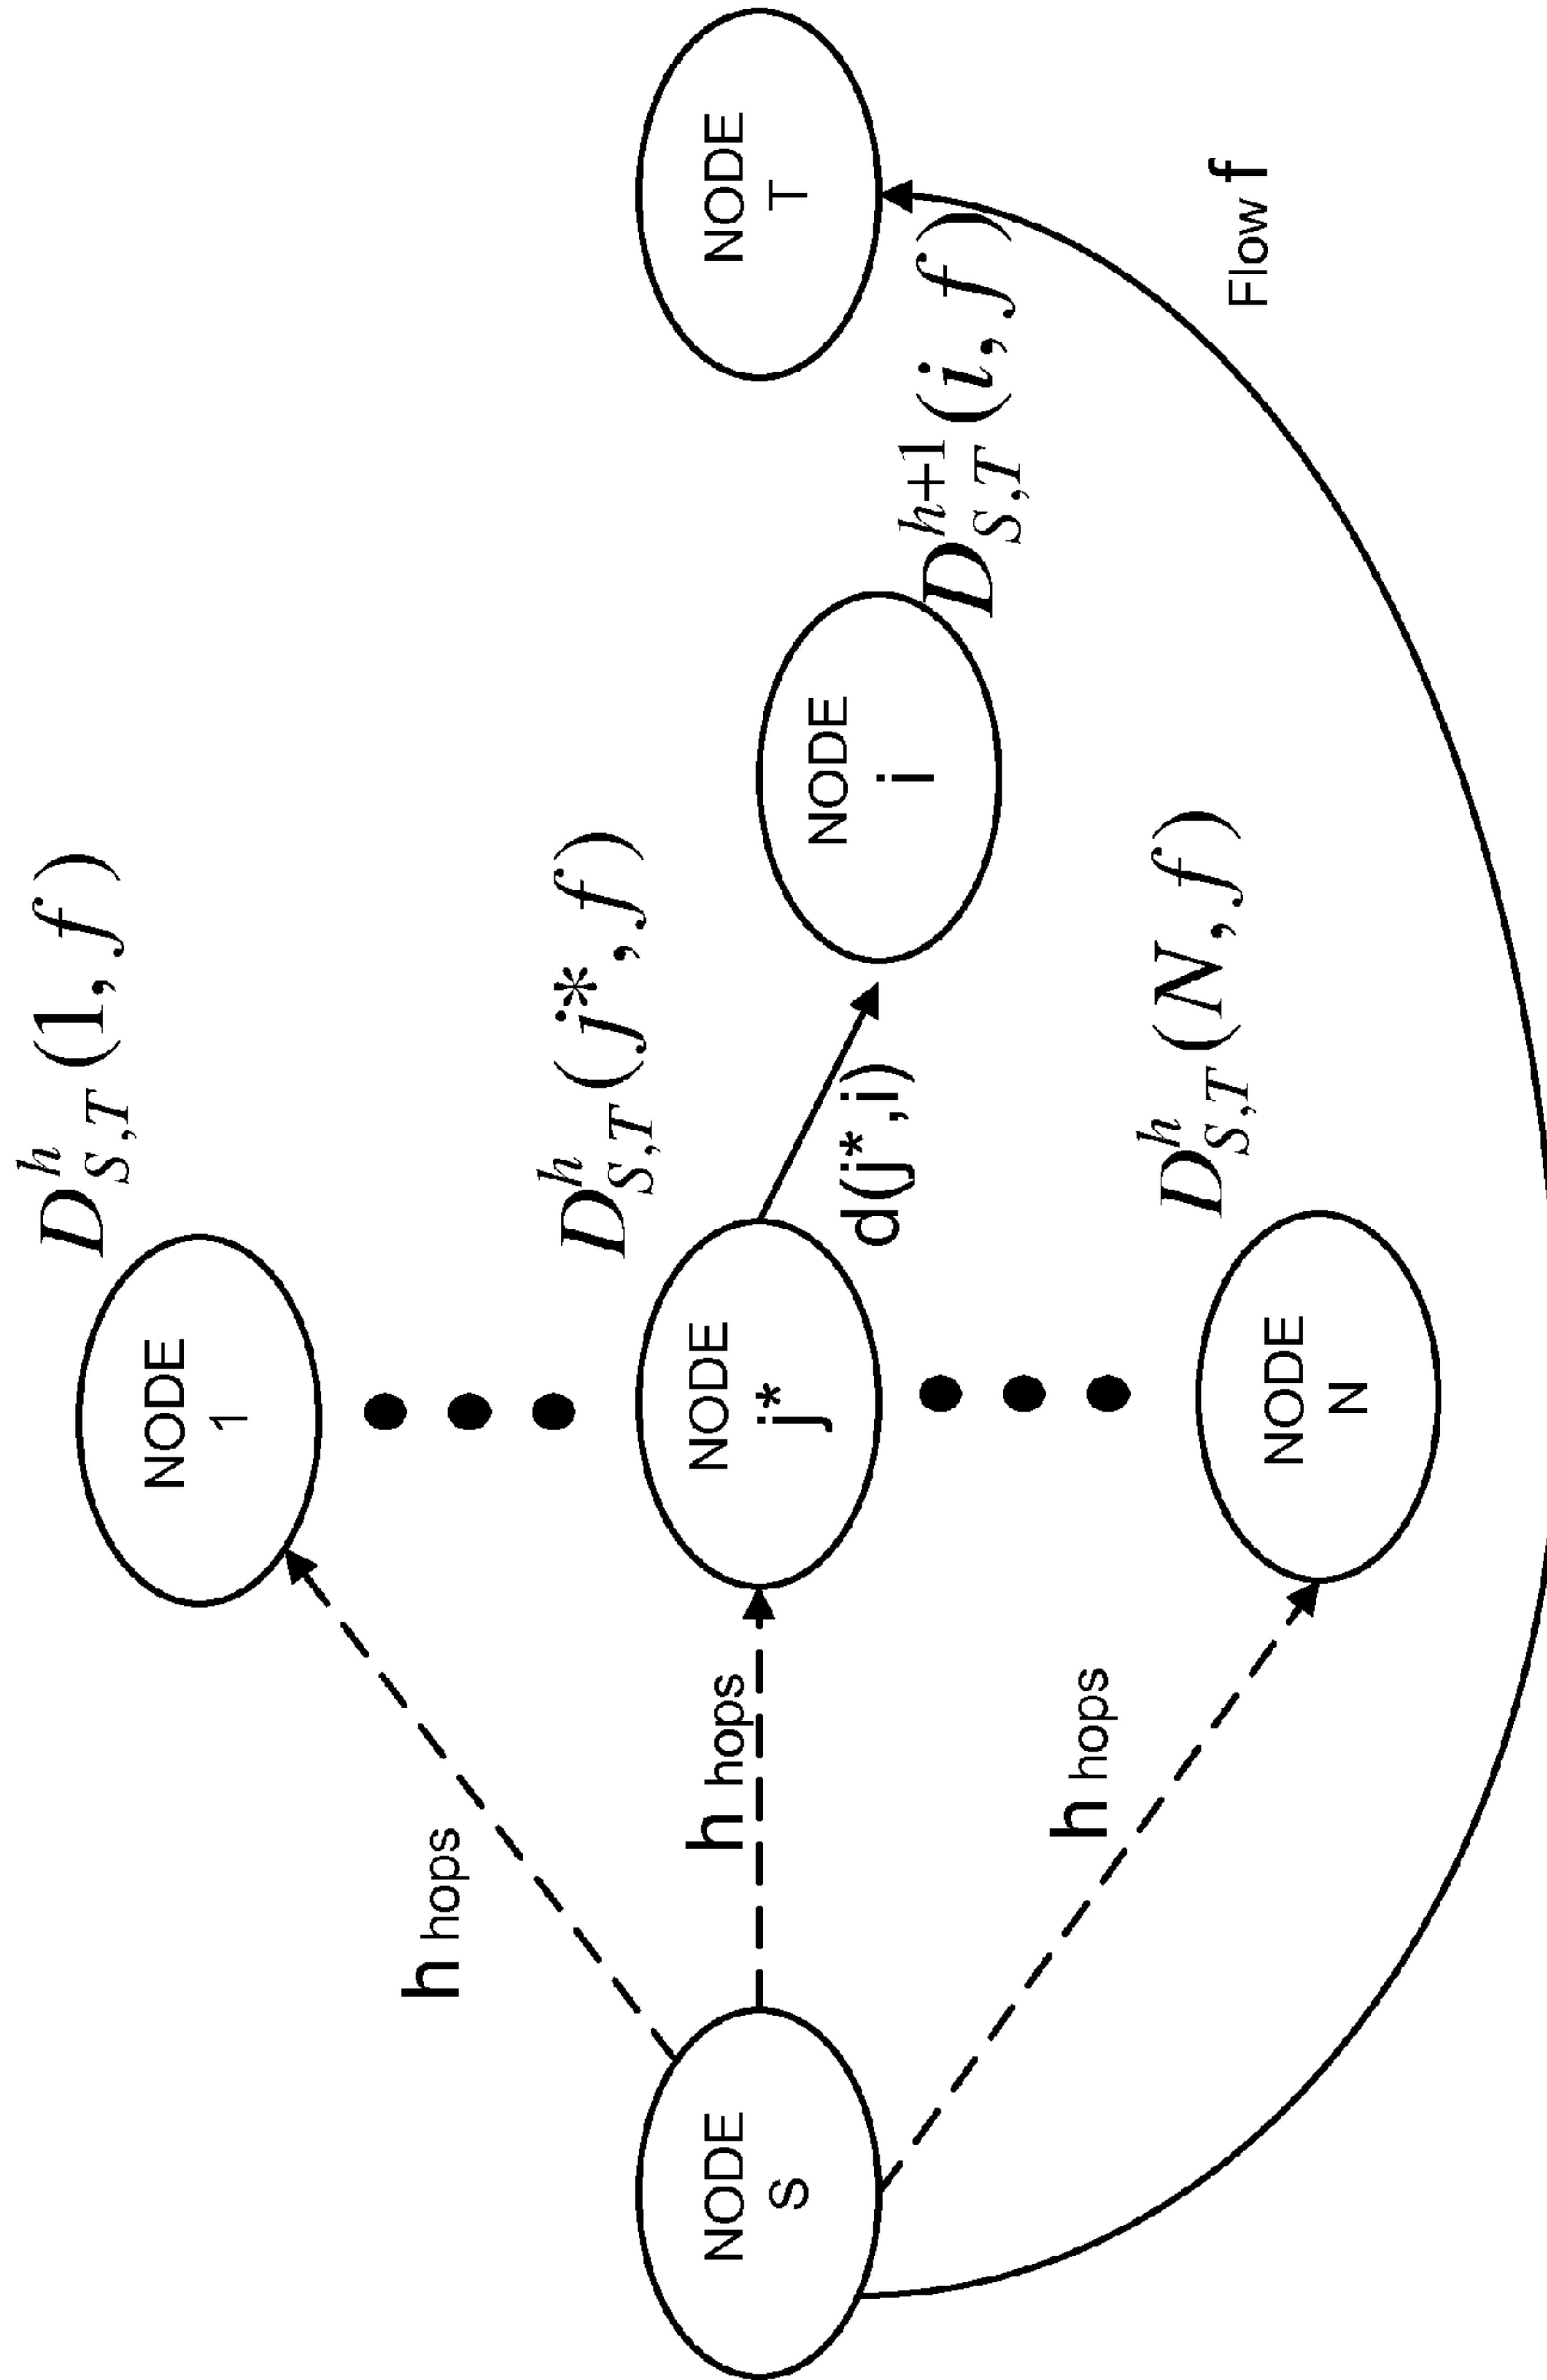 D^h_{S,T}(1, f)
NODE
1
h hops
D^h_{S,T}(j*, f)
NODE
S
h hops
NODE
j*
NODE
T
d(j*,i)
NODE
i
D^{h+1}_{S,T}(i, f)
h hops
D^h_{S,T}(N, f)
NODE
N
Flow f